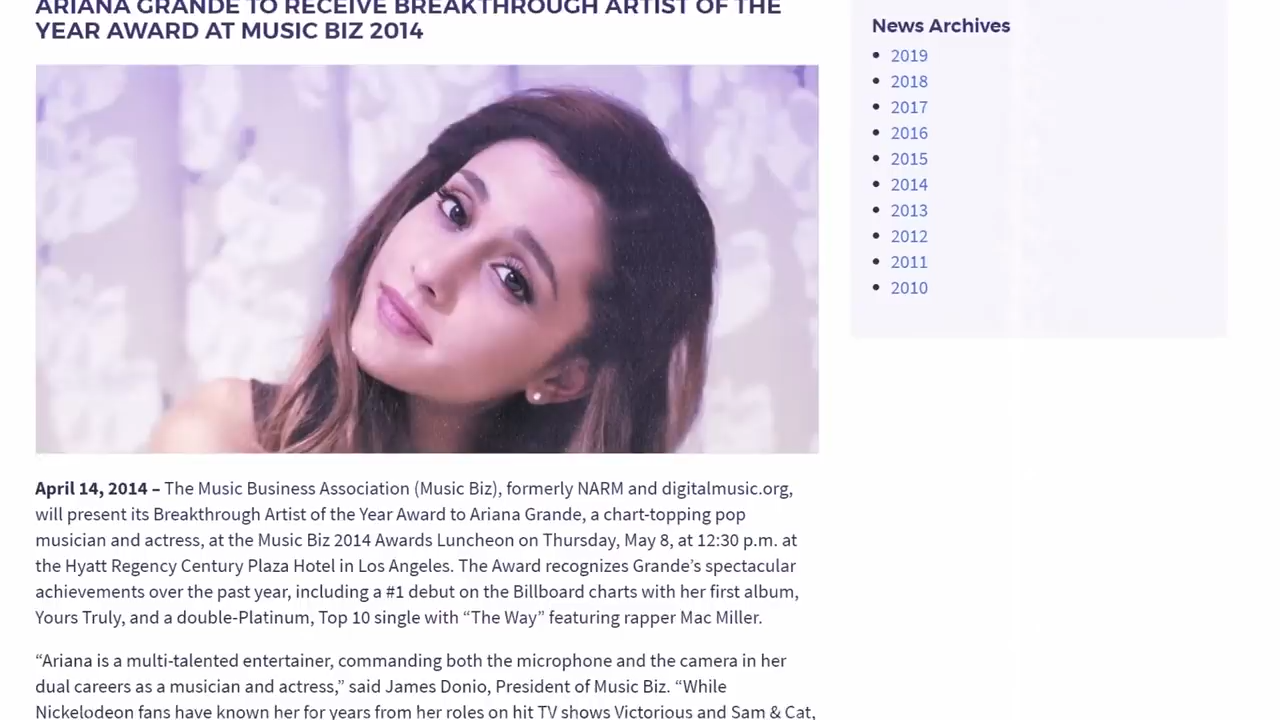 ARIANA GRANDE TO RECEIVE BREAKTHROUGH ARTIST OF THE
YEAR AWARD AT MUSIC BIZ 2014
April 14, 2014 – The Music Business Association (Music Biz), formerly NARM and digitalmusic.org,
will present its Breakthrough Artist of the Year Award to Ariana Grande, a chart-topping pop
musician and actress, at the Music Biz 2014 Awards Luncheon on Thursday, May 8, at 12:30 p.m. at
the Hyatt Regency Century Plaza Hotel in Los Angeles. The Award recognizes Grande’s spectacular
achievements over the past year, including a #1 debut on the Billboard charts with her first album,
Yours Truly, and a double-Platinum, Top 10 single with “The Way” featuring rapper Mac Miller.
“Ariana is a multi-talented entertainer, commanding both the microphone and the camera in her
dual careers as a musician and actress,” said James Donio, President of Music Biz. “While
Nickelodeon fans have known her for years from her roles on hit TV shows Victorious and Sam & Cat,
News Archives
2019
2018
2017
2016
2015
2014
2013
2012
2011
2010